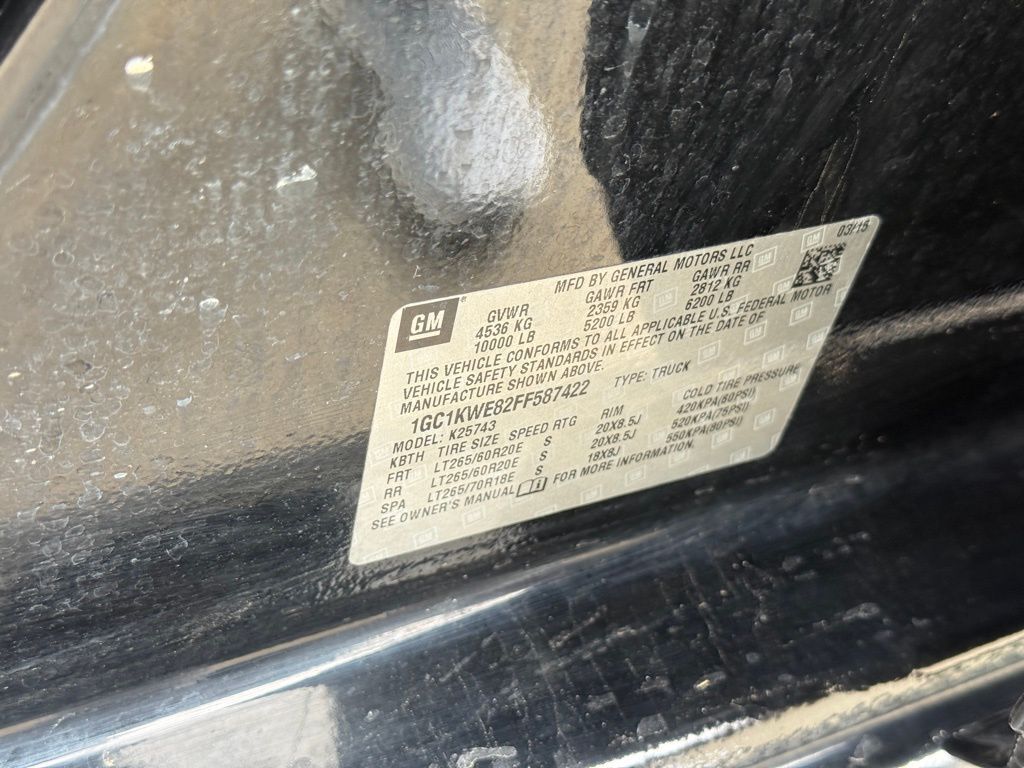 GM
MFD BY GENERAL MOTORS LLC 03/15
GVWR GAWR FRT GAWR RR
4536 KG 2359 KG 2812 KG
10000 LB 5200 LB 6200 LB
THIS VEHICLE CONFORMS TO ALL APPLICABLE U.S. FEDERAL MOTOR
VEHICLE SAFETY STANDARDS IN EFFECT ON THE DATE OF
MANUFACTURE SHOWN ABOVE.
1GC1KWE82FF587422 TYPE: TRUCK
MODEL: K25743
KBTH TIRE SIZE SPEED RTG RIM COLD TIRE PRESSURE
FRT LT265/60R20E S 20X8.5J 420KPA(60PSI)
RR LT265/60R20E S 20X8.5J 520KPA(75PSI)
SPA LT265/70R18E S 18X8J 550KPA(80PSI)
SEE OWNER'S MANUAL FOR MORE INFORMATION.